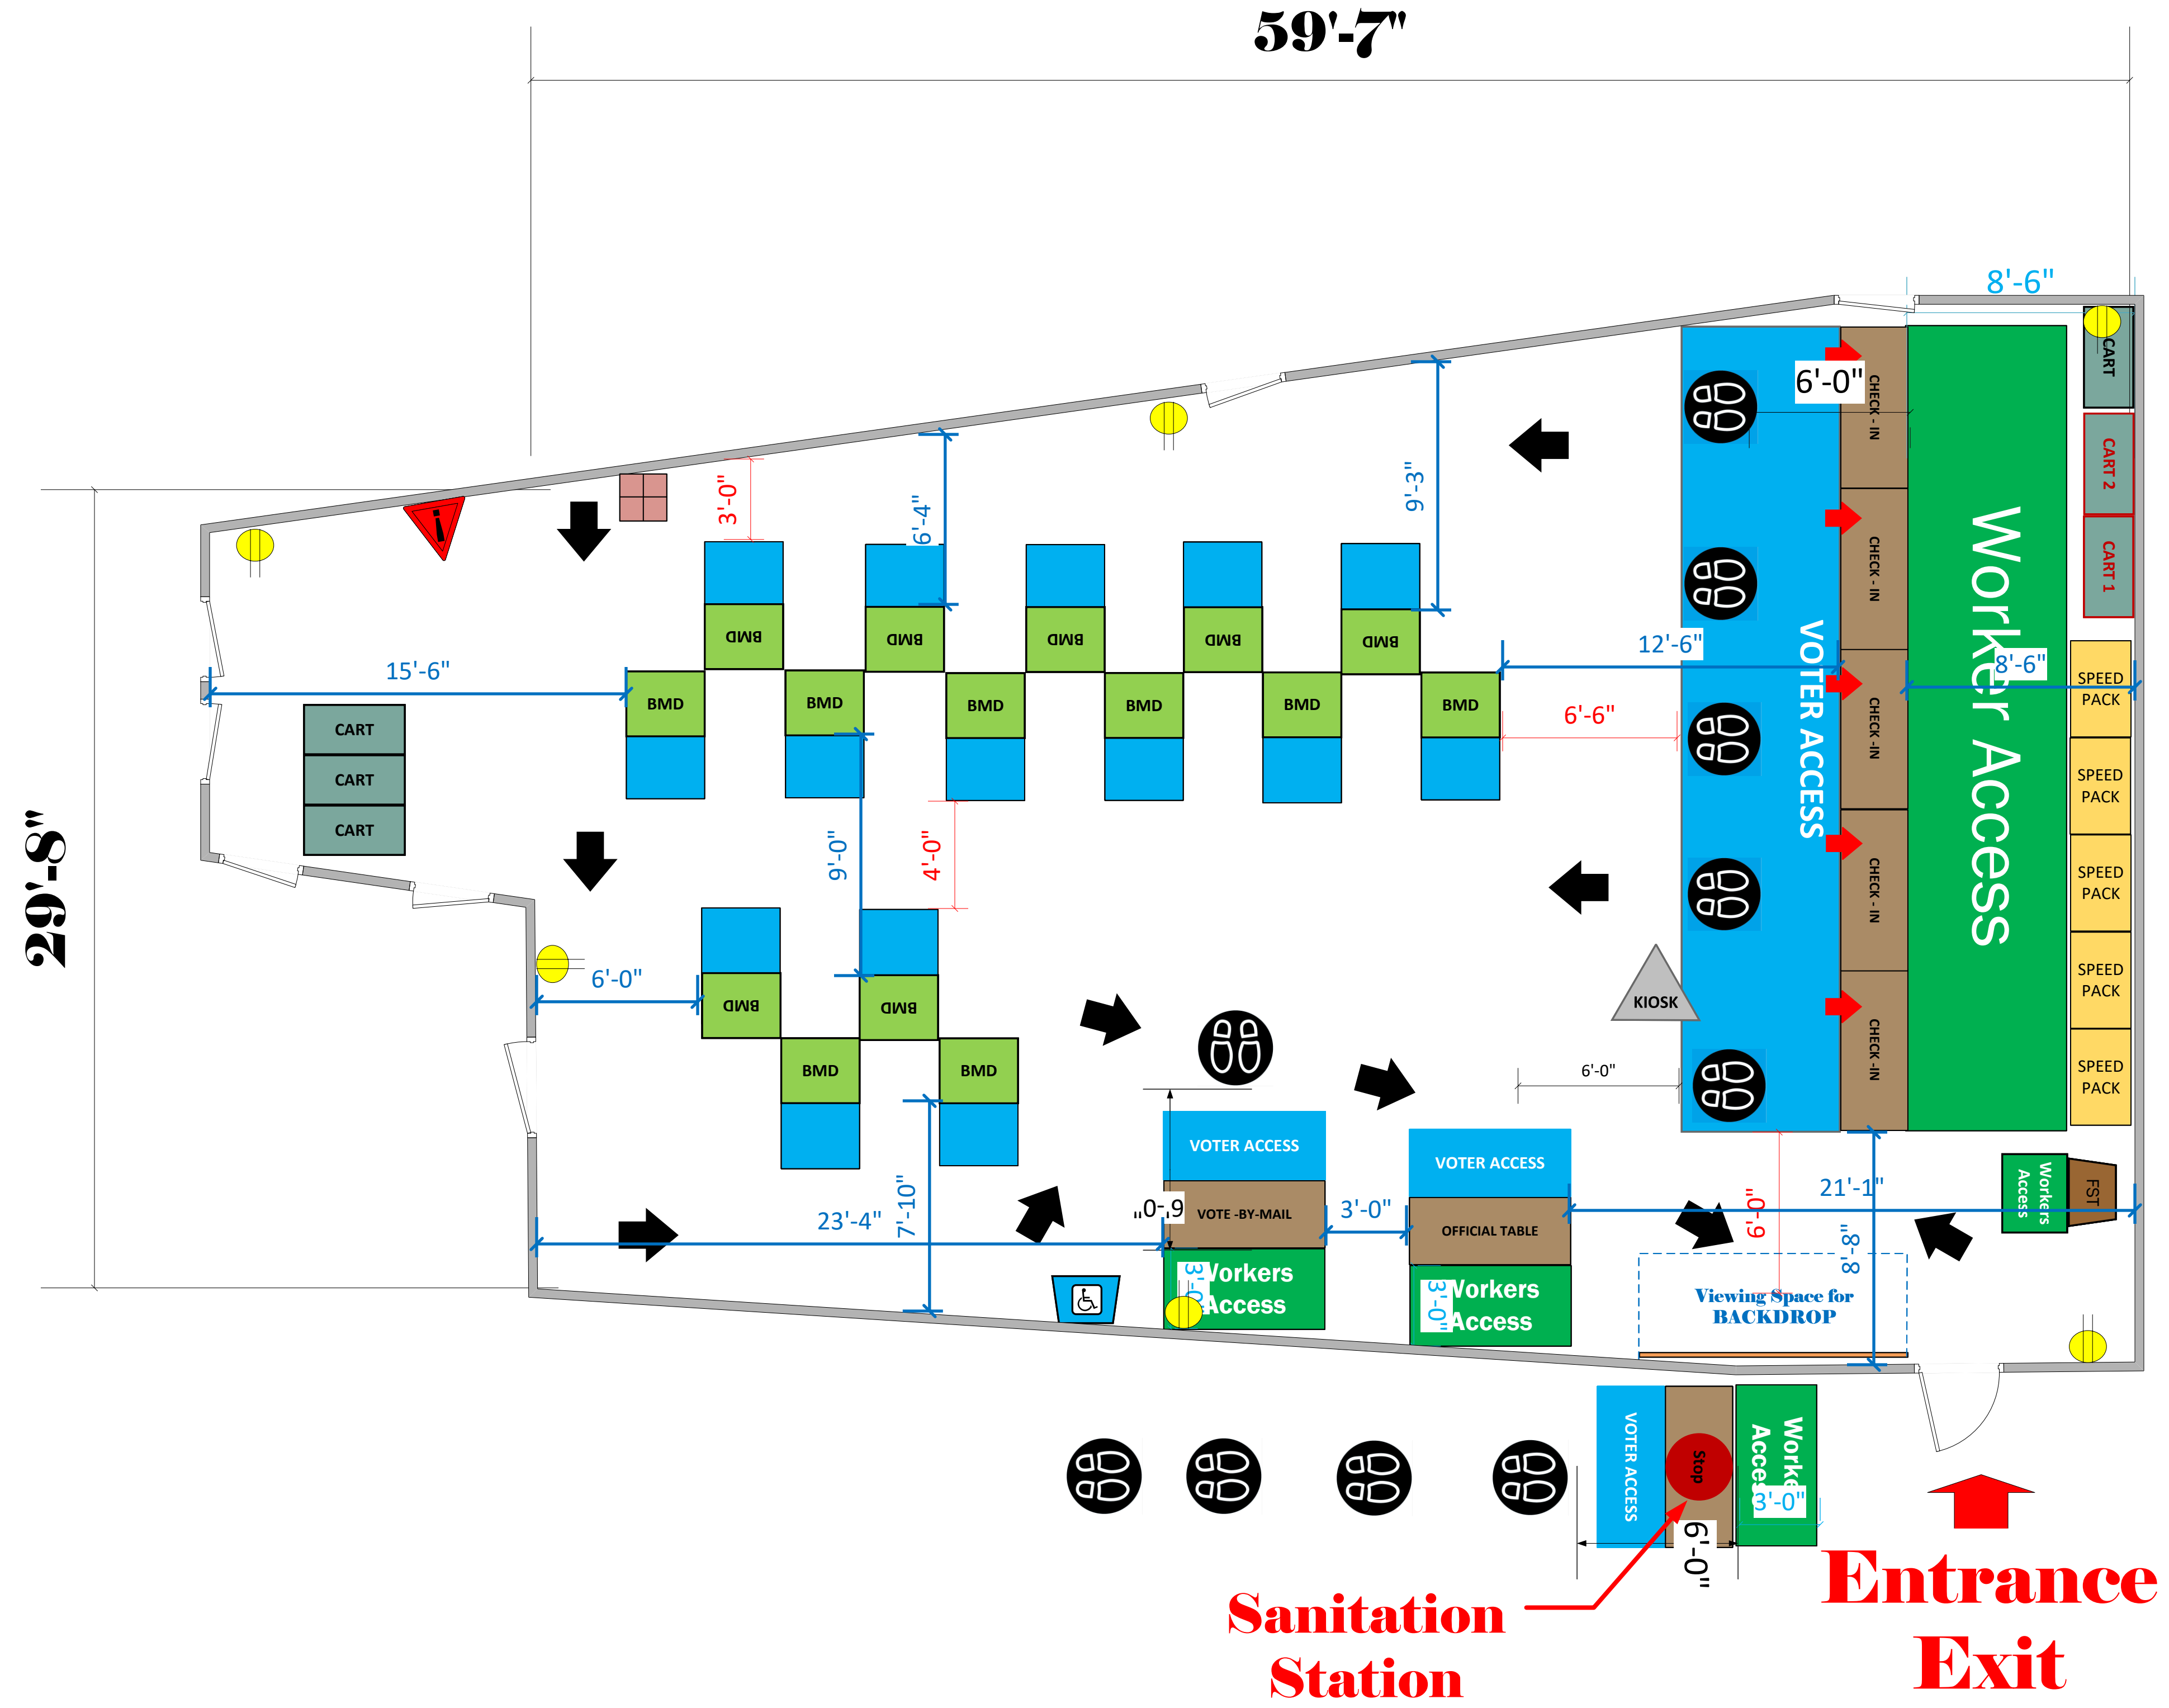 59'-7"
8'-6"
CART
6'-0"
CHECK - IN
3'-0"
6'-4"
9'-3"
CART 2
CHECK - IN
CART 1
Worker Access
BMD
BMD
BMD
BMD
BMD
12'-6"
VOTER ACCESS
8'-6"
15'-6"
BMD
BMD
BMD
BMD
BMD
BMD
6'-6"
CHECK -IN
SPEED
PACK
CART
CART
CART
SPEED
PACK
29'-8"
9'-0"
4'-0"
CHECK - IN
SPEED
PACK
6'-0"
BMD
BMD
KIOSK
SPEED
PACK
BMD
BMD
6'-0"
CHECK -IN
SPEED
PACK
VOTER ACCESS
VOTER ACCESS
23'-4"
7'-10"
6'-0"
VOTE -BY-MAIL
3'-0"
OFFICIAL TABLE
6'-0"
21'-1"
8'-8"
Workers
Access
FST
3'-0"
Workers
Access
3'-0"
Workers
Access
Viewing Space for
BACKDROP
VOTER ACCESS
Stop
Worke
Acces
3'-0"
6'-0"
Entrance
Exit
Sanitation
Station